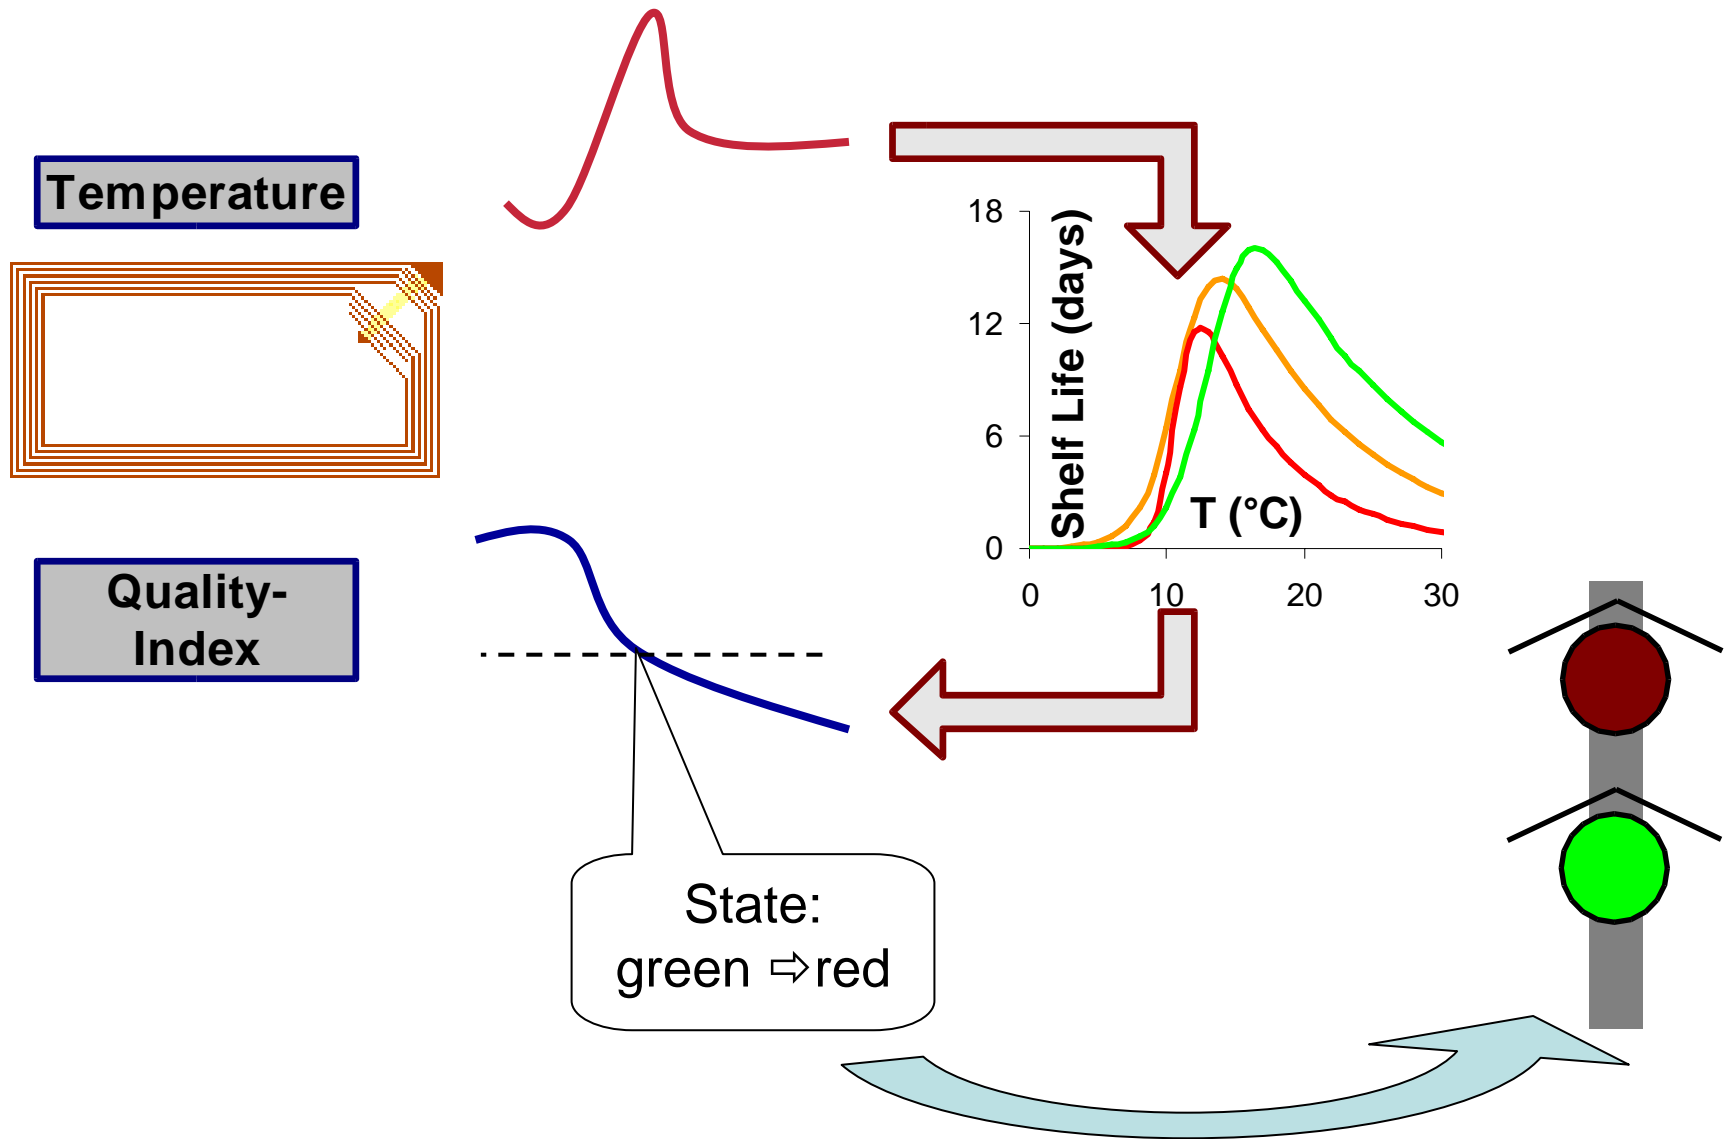 Temperature
18
12
6
0
Shelf Life (days)
T (°C)
0
10
20
30
Quality-
Index
State:
green ⇨red